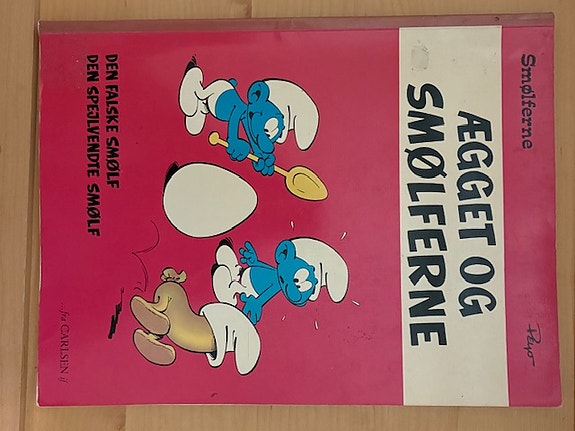 Smølferne
Peyo
ÆGGET OG
SMØLFERNE
DEN FALSKE SMØLF
DEN SPEJLVENDTE SMØLF
fra CARLSEN if